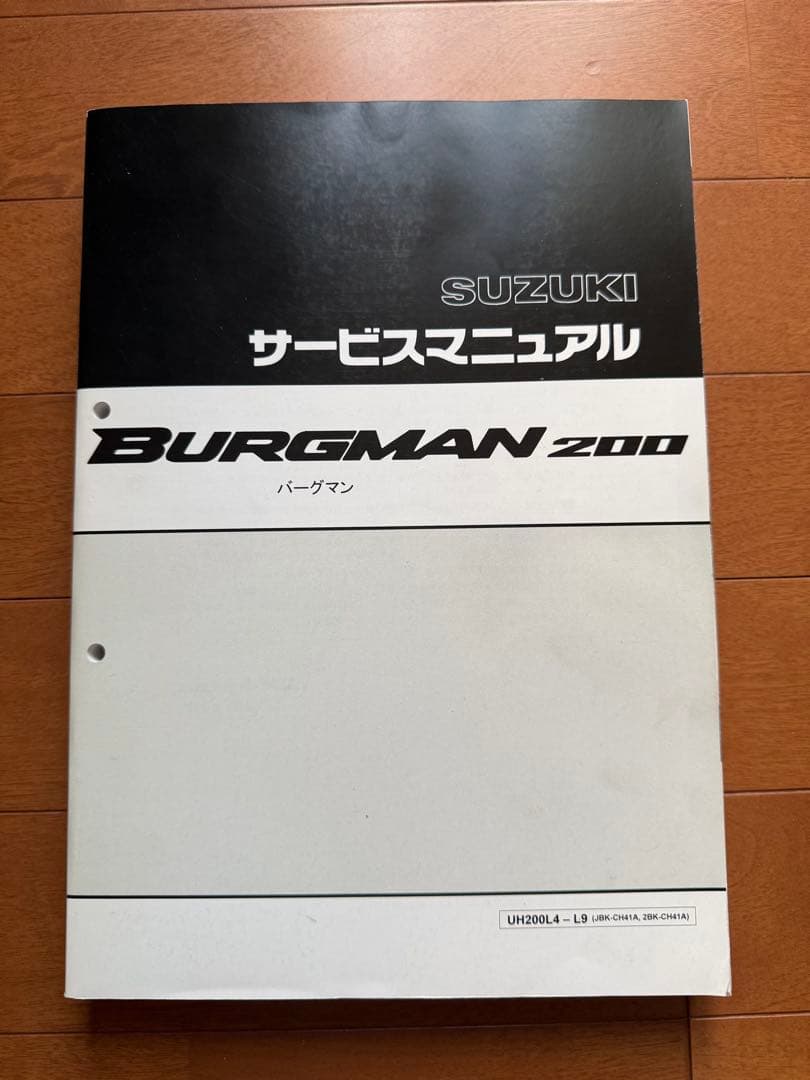 SUZUKI
サービスマニュアル
BURGMAN 200
バーグマン
UH200L4 – L9 (JBK-CH41A, 2BK-CH41A)